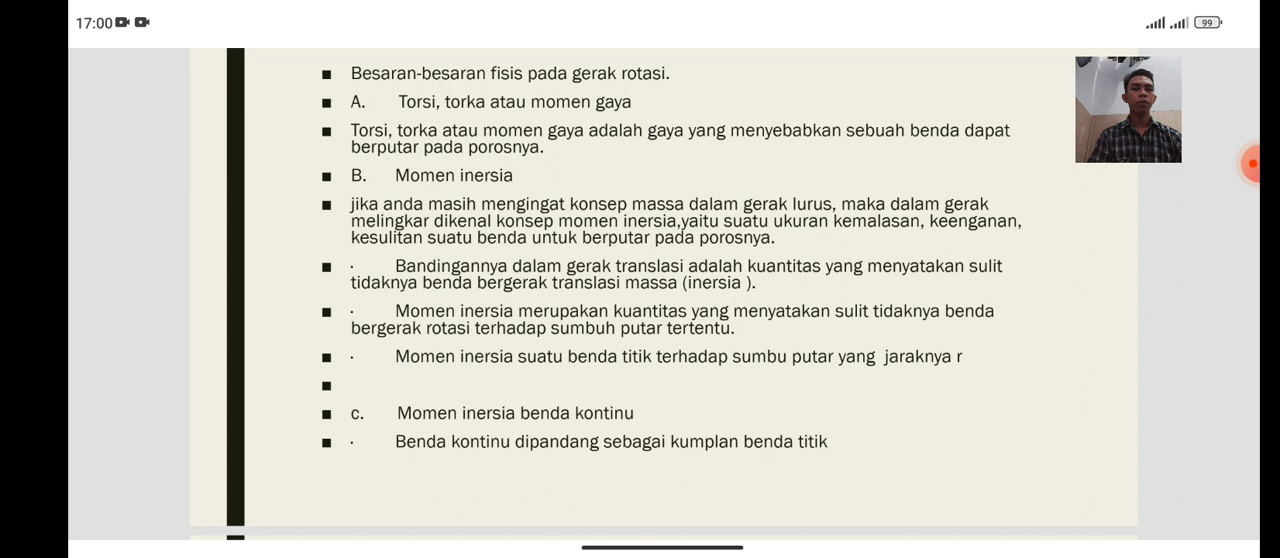 17:00
99
■ Besaran-besaran fisis pada gerak rotasi.
■ A. Torsi, torka atau momen gaya
■ Torsi, torka atau momen gaya adalah gaya yang menyebabkan sebuah benda dapat
berputar pada porosnya.
■ B. Momen inersia
■ jika anda masih mengingat konsep massa dalam gerak lurus, maka dalam gerak
melingkar dikenal konsep momen inersia,yaitu suatu ukuran kemalasan, keenganan,
kesulitan suatu benda untuk berputar pada porosnya.
■ · Bandingannya dalam gerak translasi adalah kuantitas yang menyatakan sulit
tidaknya benda bergerak translasi massa (inersia ).
■ · Momen inersia merupakan kuantitas yang menyatakan sulit tidaknya benda
bergerak rotasi terhadap sumbuh putar tertentu.
■ · Momen inersia suatu benda titik terhadap sumbu putar yang jaraknya r
■
■ c. Momen inersia benda kontinu
■ · Benda kontinu dipandang sebagai kumplan benda titik